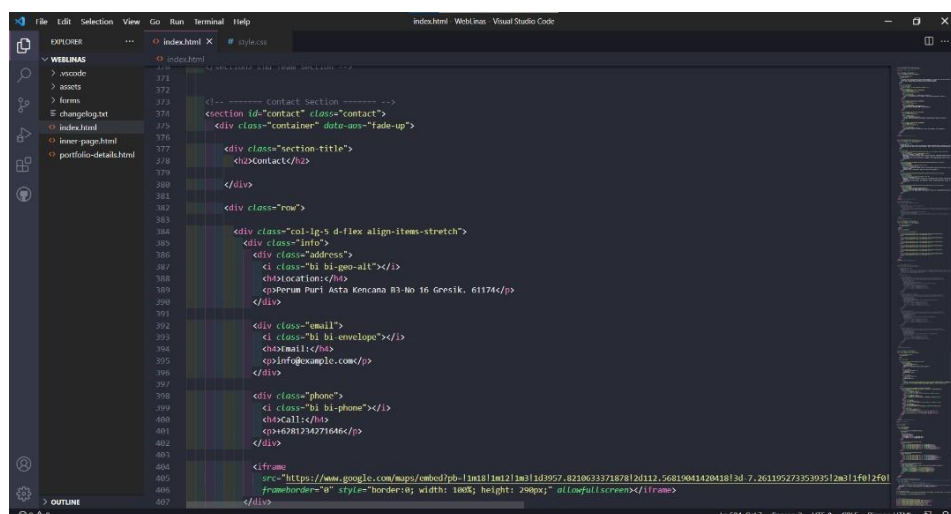 File Edit Selection View Go Run Terminal Help
index.html - WebLinas - Visual Studio Code
EXPLORER
WEBLINAS
> .vscode
> assets
> forms
changelog.txt
index.html
inner-page.html
portfolio-details.html
OUTLINE
index.html X # style.css
index.html
371
372
373 <!-- ======= Contact Section ======= -->
374 <section id="contact" class="contact">
375 <div class="container" data-aos="fade-up">
376
377 <div class="section-title">
378 <h2>Contact</h2>
379
380 </div>
381
382 <div class="row">
383
384 <div class="col-lg-5 d-flex align-items-stretch">
385 <div class="info">
386 <div class="address">
387 <i class="bi bi-geo-alt"></i>
388 <h4>Location:</h4>
389 <p>Perum Puri Asta Kencana B3-No 16 Gresik. 61174</p>
390 </div>
391
392 <div class="email">
393 <i class="bi bi-envelope"></i>
394 <h4>Email:</h4>
395 <p>info@example.com</p>
396 </div>
397
398 <div class="phone">
399 <i class="bi bi-phone"></i>
400 <h4>Call:</h4>
401 <p>+6281234271646</p>
402 </div>
403
404 <iframe
405 src="https://www.google.com/maps/embed?pb=!1m18!1m12!1m3!1d3957.8210633371878!2d112.56819041420418!3d-7.261195273353935!2m3!1f0!2f0!
406 frameborder="0" style="border:0; width: 100%; height: 290px;" allowfullscreen></iframe>
407 </div>